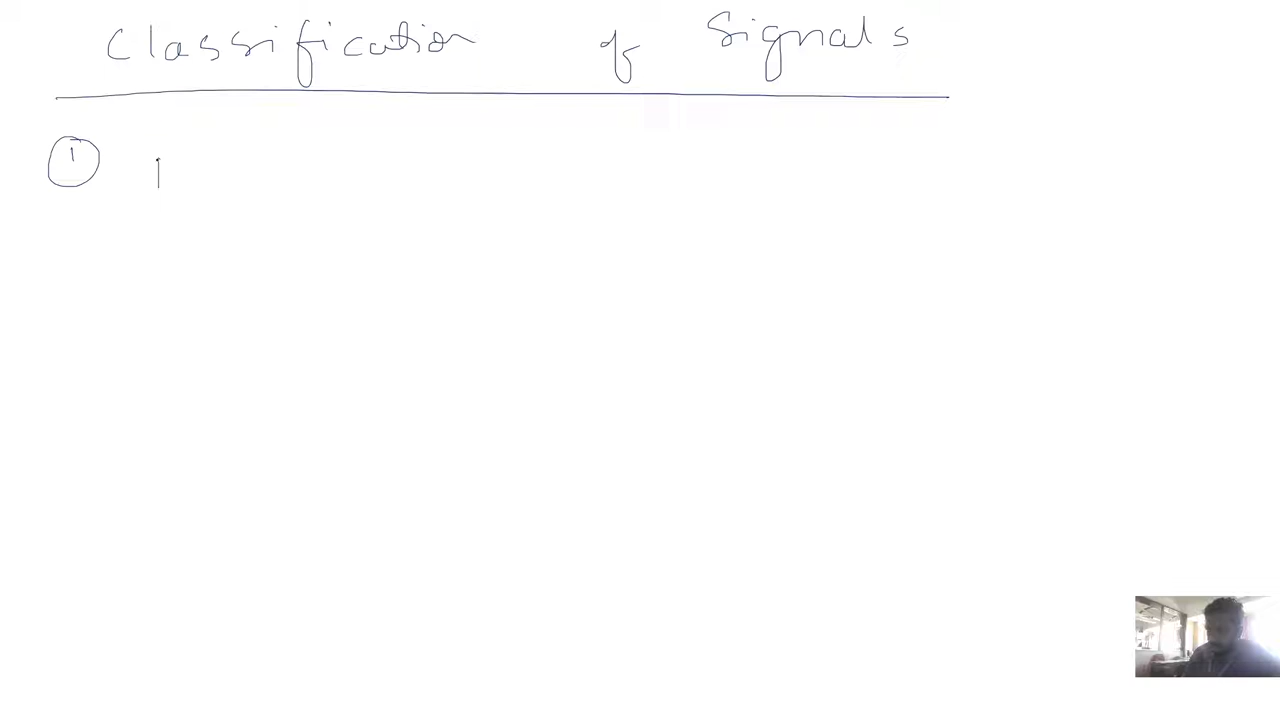 Classification of Signals
①